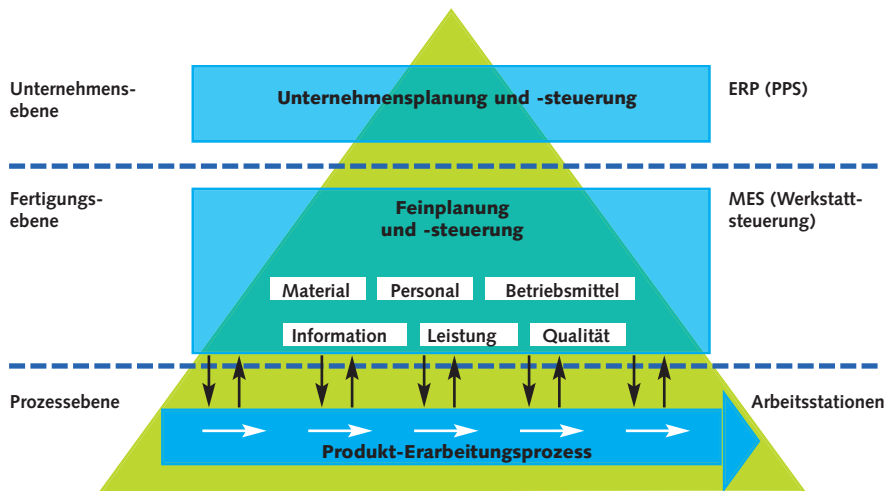 Unternehmens-
ebene
Unternehmensplanung und -steuerung
ERP (PPS)
Fertigungs-
ebene
Feinplanung
und -steuerung
MES (Werkstatt-
steuerung)
Material Personal Betriebsmittel
Information Leistung Qualität
Prozessebene
Arbeitsstationen
Produkt-Erarbeitungsprozess